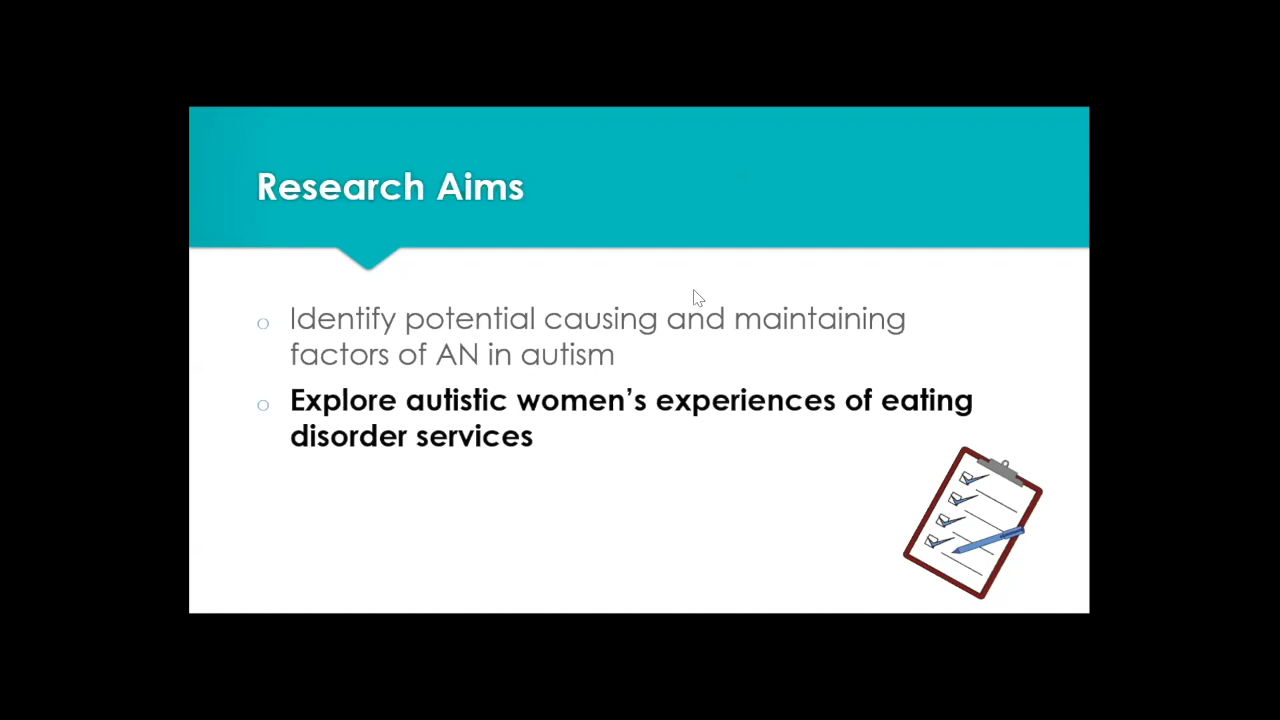 Research Aims
Identify potential causing and maintaining
factors of AN in autism
Explore autistic women’s experiences of eating
disorder services